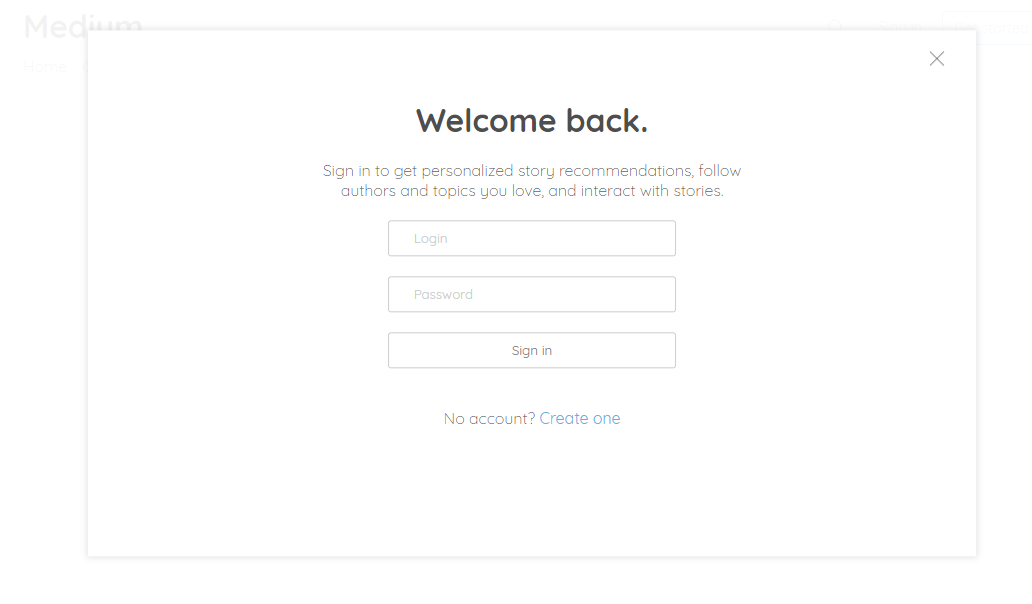 Medium
Home
Welcome back.
Sign in to get personalized story recommendations, follow
authors and topics you love, and interact with stories.
Login
Password
Sign in
No account? Create one